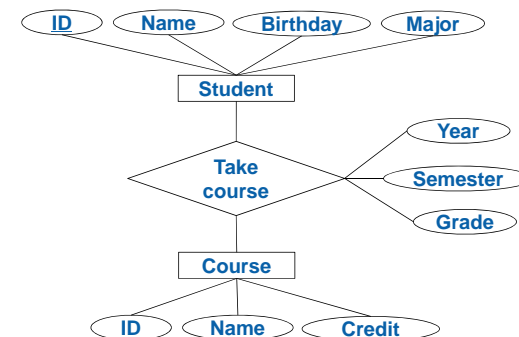 ID
Name
Birthday
Major
Student
Take
course
Year
Semester
Grade
Course
ID
Name
Credit